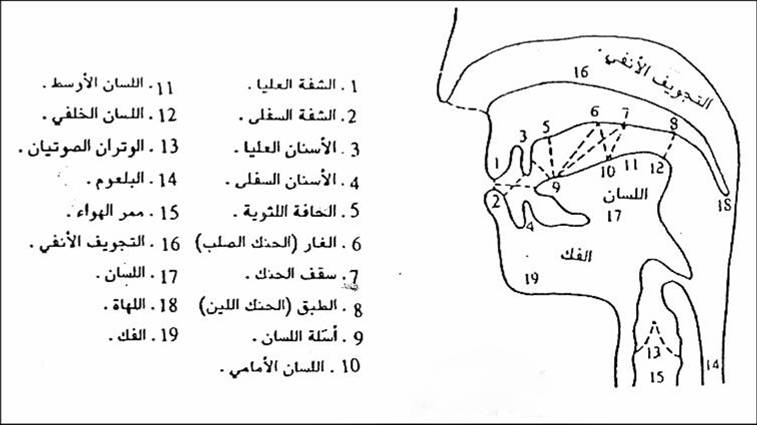 1 . الشفة العليا .
2 . الشفة السفلى .
3 . الأسنان العليا .
4 . الأسنان السفلى .
5 . الحافة اللثوية .
6 . الغار (الحنك الصلب)
7 . سقف الحنك .
8 . الطبق (الحنك اللين)
9 . أسلة اللسان .
10 . اللسان الأمامي .
11 . اللسان الأوسط .
12 . اللسان الخلفي .
13 . الوتران الصوتيان .
14 . البلعوم .
15 . ممر الهواء .
16 . التجويف الأنفي .
17 . اللسان .
18 . اللهاة .
19 . الفك .
التجويف الأنفي .
16
1
3
5
6
7
8
2
4
9
10
11
12
18
اللسان
17
الفك
19
13
15
14